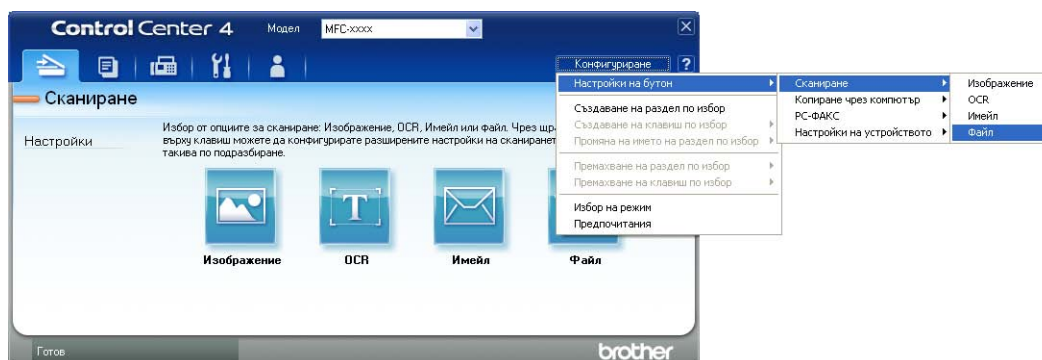 Control Center 4
Модел
MFC-xxxx
Конфигуриране
?
Сканиране
Настройки
Избор от опциите за сканиране: Изображение, OCR, Имейл или Файл. Чрез
върху клавиш можете да конфигурирате разширените настройки на
такива по подразбиране.
Изображение
OCR
Имейл
Файл
Настройки на бутон
Създаване на раздел по избор
Създаване на клавиш по избор
Промяна на името на раздел по избор
Премахване на раздел по избор
Премахване на клавиш по избор
Избор на режим
Предпочитания
Сканиране
Копиране чрез компютър
PC-ФАКС
Настройки на устройството
Изображение
OCR
Имейл
Файл
Готов
brother